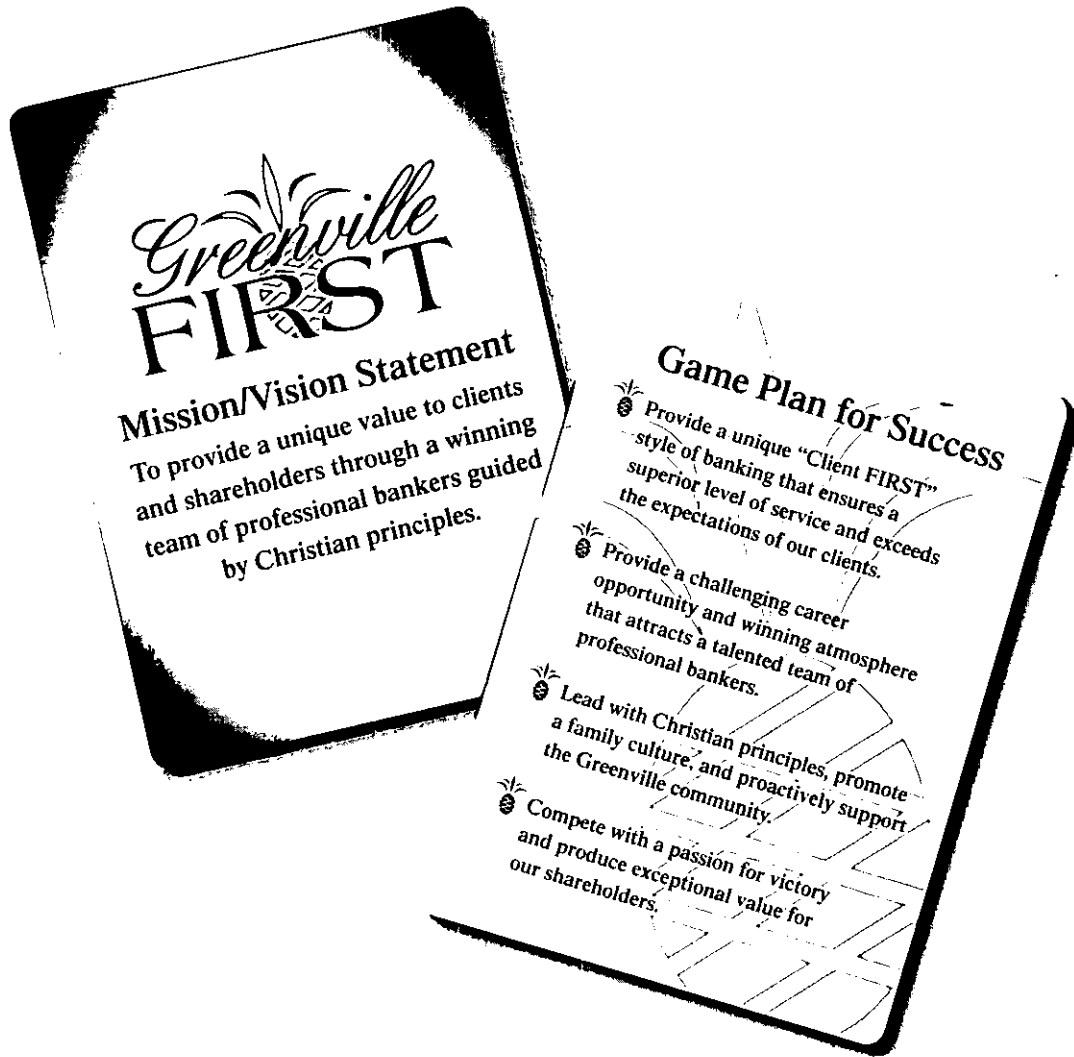 Greenville
FIRST
Mission/Vision Statement
To provide a unique value to clients
and shareholders through a winning
team of professional bankers guided
by Christian principles.
Game Plan for Success
Provide a unique “Client FIRST”
style of banking that ensures a
superior level of service and exceeds
the expectations of our clients.
Provide a challenging career
opportunity and winning atmosphere
that attracts a talented team of
professional bankers.
Lead with Christian principles, promote
a family culture, and proactively support
the Greenville community.
Compete with a passion for victory
and produce exceptional value for
our shareholders.